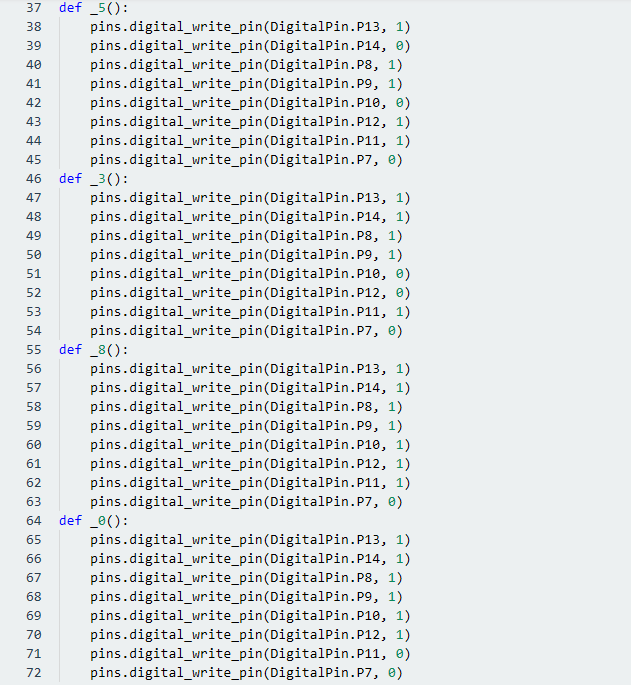 37 def _5():
38 pins.digital_write_pin(DigitalPin.P13, 1)
39 pins.digital_write_pin(DigitalPin.P14, 0)
40 pins.digital_write_pin(DigitalPin.P8, 1)
41 pins.digital_write_pin(DigitalPin.P9, 1)
42 pins.digital_write_pin(DigitalPin.P10, 0)
43 pins.digital_write_pin(DigitalPin.P12, 1)
44 pins.digital_write_pin(DigitalPin.P11, 1)
45 pins.digital_write_pin(DigitalPin.P7, 0)
46 def _3():
47 pins.digital_write_pin(DigitalPin.P13, 1)
48 pins.digital_write_pin(DigitalPin.P14, 1)
49 pins.digital_write_pin(DigitalPin.P8, 1)
50 pins.digital_write_pin(DigitalPin.P9, 1)
51 pins.digital_write_pin(DigitalPin.P10, 0)
52 pins.digital_write_pin(DigitalPin.P12, 0)
53 pins.digital_write_pin(DigitalPin.P11, 1)
54 pins.digital_write_pin(DigitalPin.P7, 0)
55 def _8():
56 pins.digital_write_pin(DigitalPin.P13, 1)
57 pins.digital_write_pin(DigitalPin.P14, 1)
58 pins.digital_write_pin(DigitalPin.P8, 1)
59 pins.digital_write_pin(DigitalPin.P9, 1)
60 pins.digital_write_pin(DigitalPin.P10, 1)
61 pins.digital_write_pin(DigitalPin.P12, 1)
62 pins.digital_write_pin(DigitalPin.P11, 1)
63 pins.digital_write_pin(DigitalPin.P7, 0)
64 def _0():
65 pins.digital_write_pin(DigitalPin.P13, 1)
66 pins.digital_write_pin(DigitalPin.P14, 1)
67 pins.digital_write_pin(DigitalPin.P8, 1)
68 pins.digital_write_pin(DigitalPin.P9, 1)
69 pins.digital_write_pin(DigitalPin.P10, 1)
70 pins.digital_write_pin(DigitalPin.P12, 1)
71 pins.digital_write_pin(DigitalPin.P11, 0)
72 pins.digital_write_pin(DigitalPin.P7, 0)